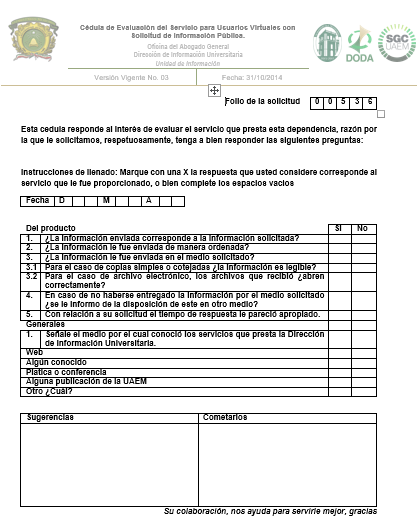 Cédula de Evaluación del Servicio para Usuarios Virtuales con
Solicitud de Información Pública.
Oficina del Abogado General
Dirección de Información Universitaria
Unidad de Información
Versión Vigente No. 03
Fecha: 31/10/2014
DODA
SGC
UAEM
Folio de la solicitud 0 0 5 3 6
Esta cedula responde al interés de evaluar el servicio que presta esta dependencia, razón por
la que le solicitamos, respetuosamente, tenga a bien responder las siguientes preguntas:
Instrucciones de llenado: Marque con una X la respuesta que usted considere corresponde al
servicio que le fue proporcionado, o bien complete los espacios vacíos
Fecha D M A
Del producto Si No
1. ¿La información enviada corresponde a la información solicitada?
2. ¿La información le fue enviada de manera ordenada?
3. ¿La información le fue enviada en el medio solicitado?
3.1 Para el caso de copias simples o cotejadas ¿la información es legible?
3.2 Para el caso de archivo electrónico, los archivos que recibió ¿abren
correctamente?
4. En caso de no haberse entregado la información por el medio solicitado
¿se le informo de la disposición de este en otro medio?
5. Con relación a su solicitud el tiempo de respuesta le pareció apropiado.
Generales
1. Señale el medio por el cual conoció los servicios que presta la Dirección
de Información Universitaria.
Web
Algún conocido
Platica o conferencia
Alguna publicación de la UAEM
Otro ¿Cuál?
Sugerencias Cometarios
Su colaboración, nos ayuda para servirle mejor, gracias